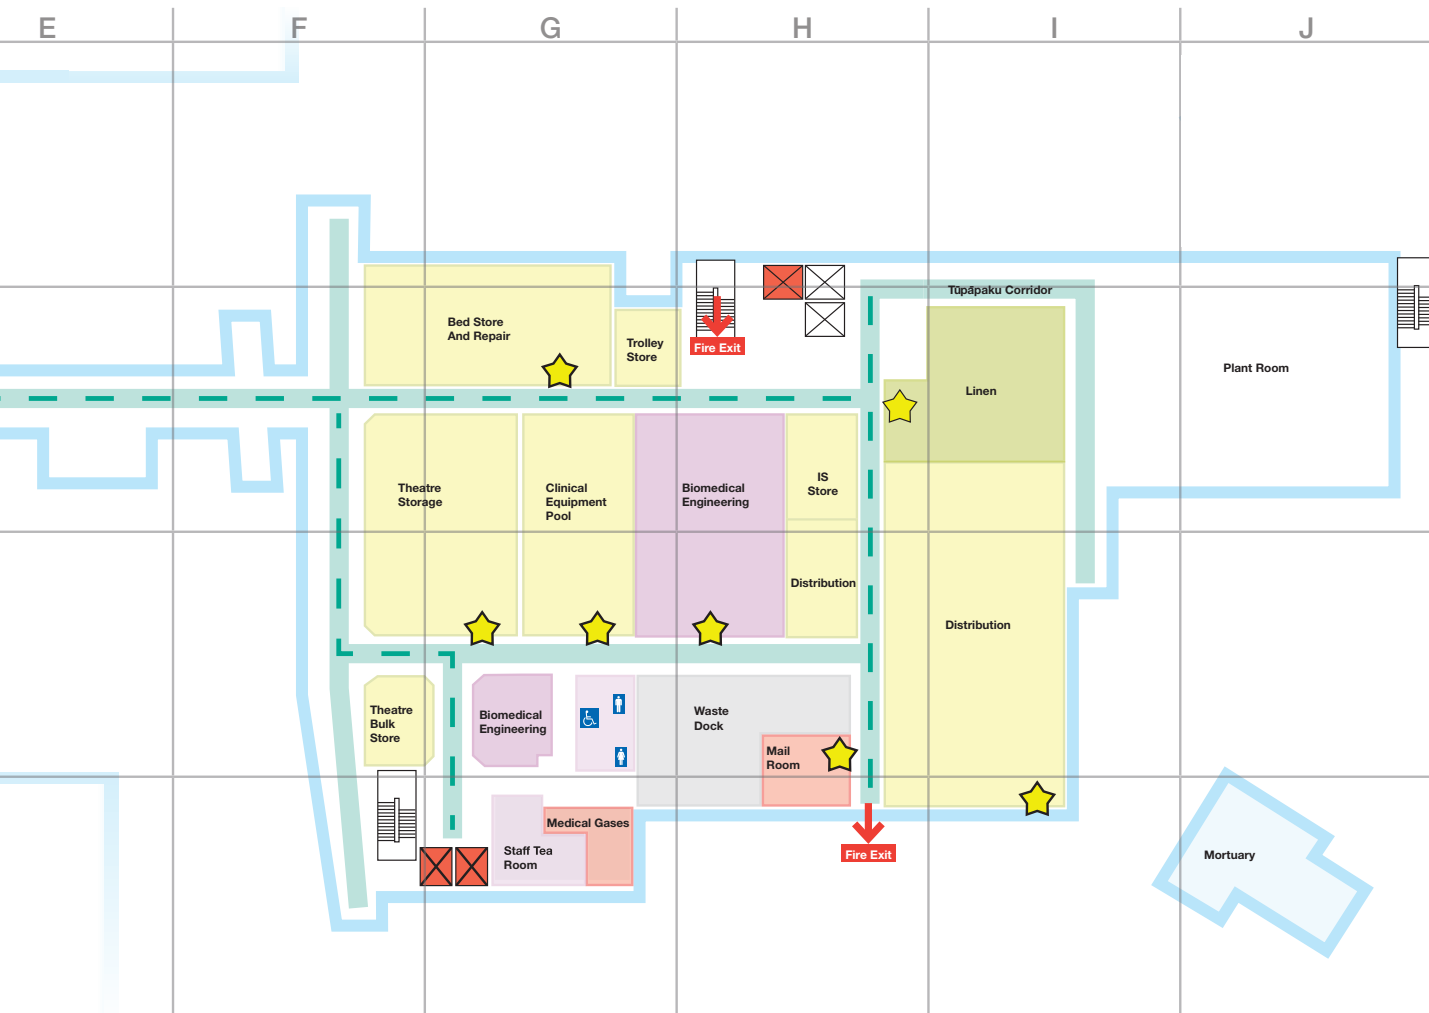 E F G H I J
Tūpāpaku Corridor
Bed Store
And Repair
Trolley
Store
Fire Exit
Plant Room
Linen
Theatre
Storage
Clinical
Equipment
Pool
Biomedical
Engineering
IS
Store
Distribution
Distribution
Theatre
Bulk
Store
Biomedical
Engineering
Waste
Dock
Mail
Room
Medical Gases
Staff Tea
Room
Fire Exit
Mortuary